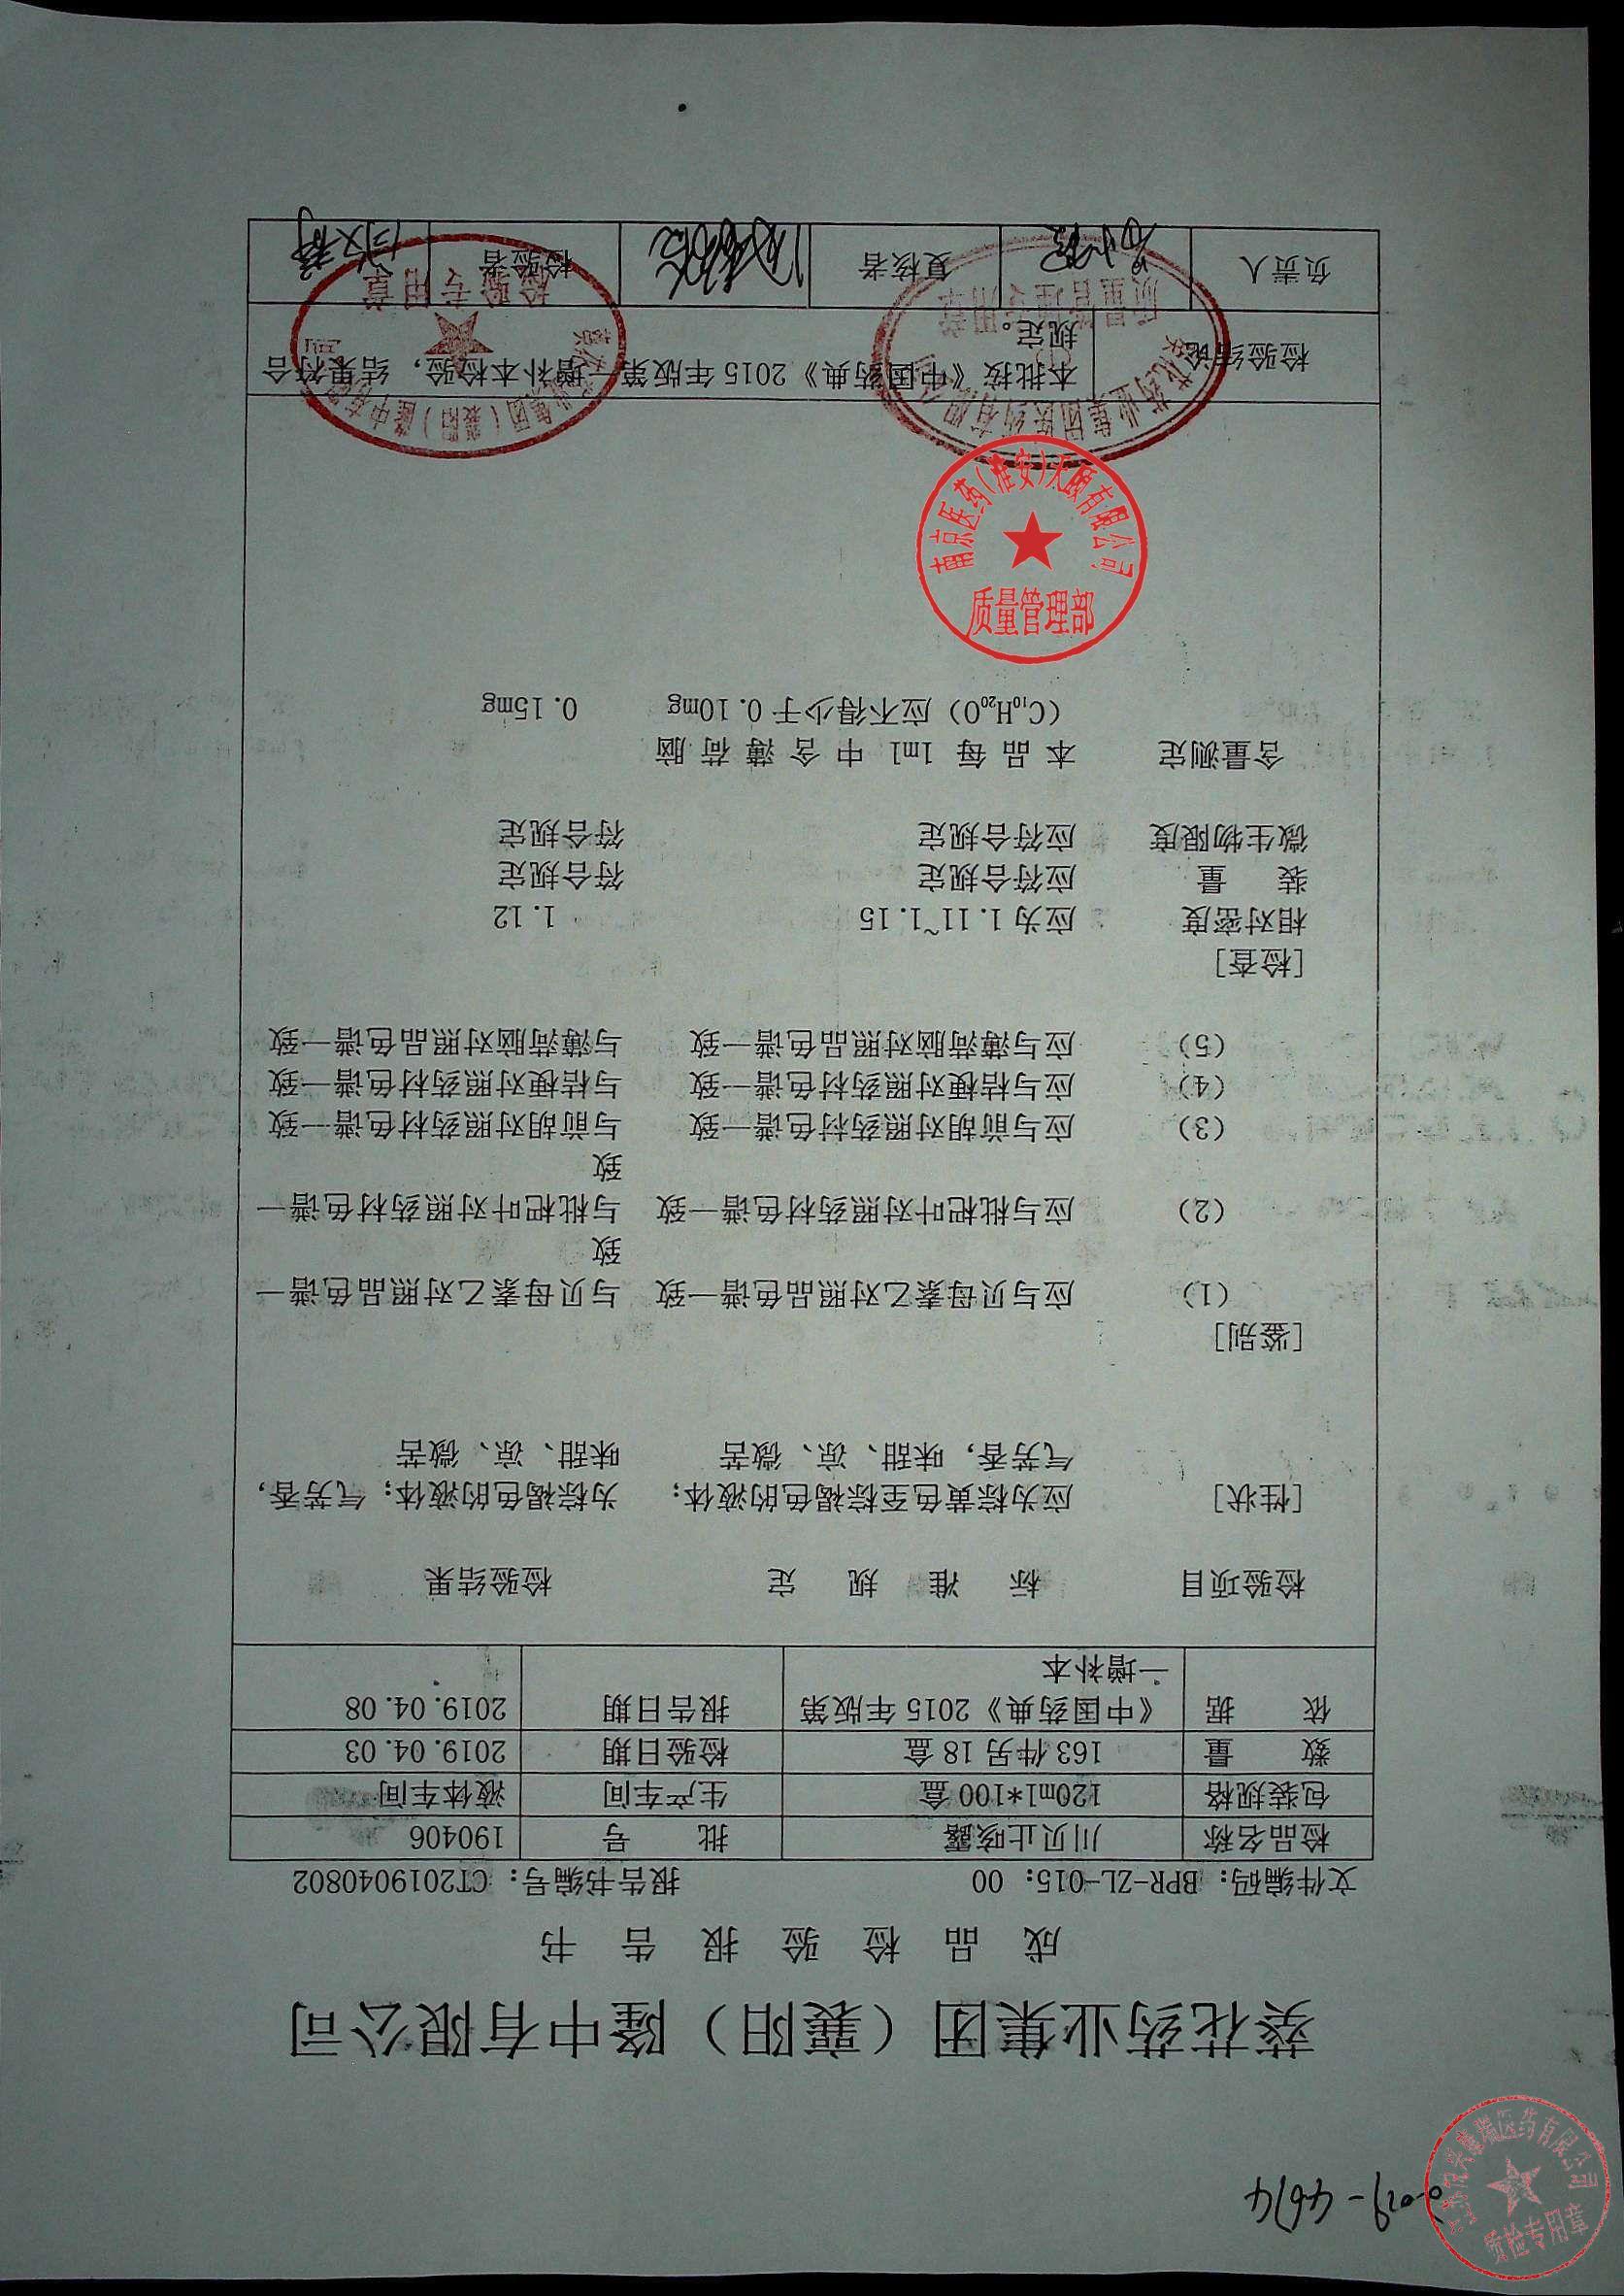 葵花药业集团（襄阳）隆中有限公司
成品检验报告书
文件编码：BPR-ZL-015：00 报告书编号：CT2019040802
检品名称 川贝止咳露 批号 190406
包装规格 120ml*100盒 生产车间 液体车间
数量 163件另18盒 检验日期 2019.04.03
依据 《中国药典》2015年版第 报告日期 2019.04.08
一增补本
检验项目 标准规定 检验结果
[性状] 应为棕黄色至棕褐色的液体； 为棕褐色的液体；气芳香，
气芳香，味甜、凉、微苦 味甜、凉、微苦
[鉴别]
（1） 应与贝母素乙对照品色谱一致 与贝母素乙对照品色谱一
致
（2） 应与枇杷叶对照药材色谱一致 与枇杷叶对照药材色谱一
致
（3） 应与前胡对照药材色谱一致 与前胡对照药材色谱一致
（4） 应与桔梗对照药材色谱一致 与桔梗对照药材色谱一致
（5） 应与薄荷脑对照品色谱一致 与薄荷脑对照品色谱一致
[检查]
相对密度 应为1.11~1.15 1.12
装量 应符合规定 符合规定
微生物限度 应符合规定 符合规定
含量测定 本品每1ml中含薄荷脑
（C₁₀H₂₀O）应不得少于0.10mg 0.15mg
南京医药（淮安）天颐有限公司
质量管理部
检验结论 本批按《中国药典》2015年版第一增补本检验，结果符合
规定。
负责人 复核者 检验者
质量管理专用章
检验专用章
质检专用章